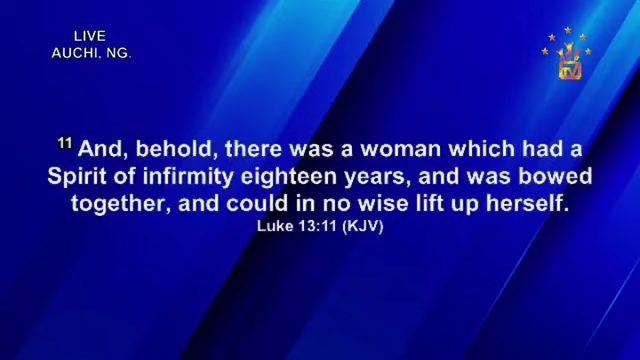 LIVE
AUCHI, NG.
TV
11 And, behold, there was a woman which had a
Spirit of infirmity eighteen years, and was bowed
together, and could in no wise lift up herself.
Luke 13:11 (KJV)